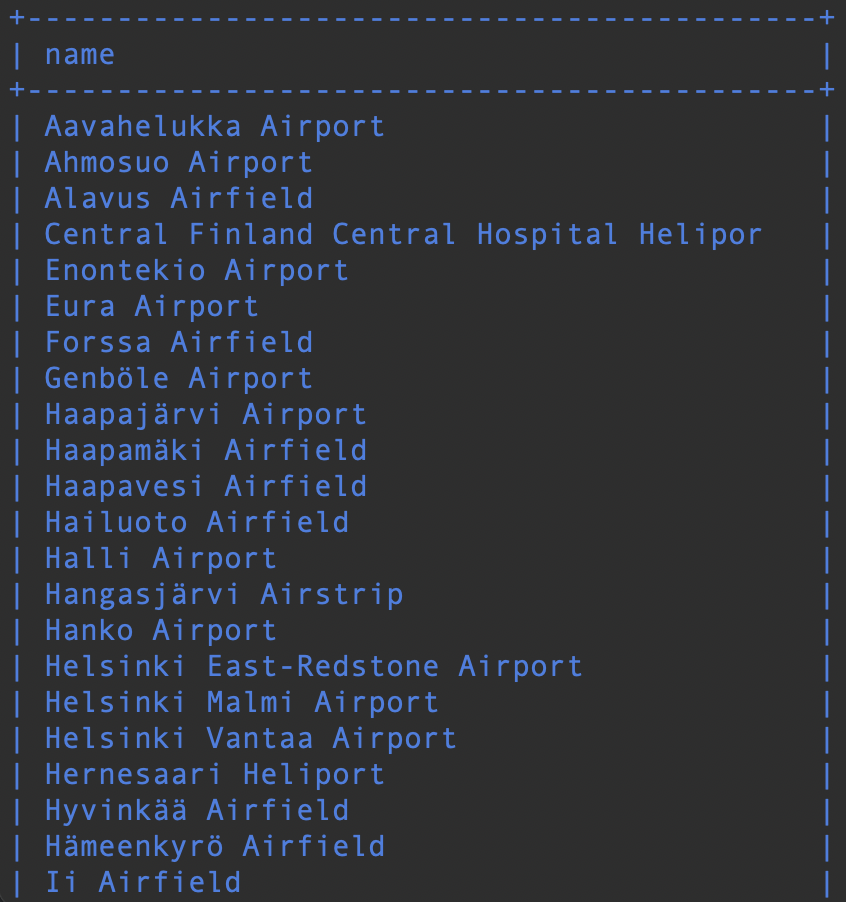 +--------------------------------------------+
| name                                       |
+--------------------------------------------+
| Aavahelukka Airport                        |
| Ahmosuo Airport                            |
| Alavus Airfield                            |
| Central Finland Central Hospital Helipor   |
| Enontekio Airport                          |
| Eura Airport                               |
| Forssa Airfield                            |
| Genböle Airport                            |
| Haapajärvi Airport                         |
| Haapamäki Airfield                         |
| Haapavesi Airfield                         |
| Hailuoto Airfield                          |
| Halli Airport                              |
| Hangasjärvi Airstrip                       |
| Hanko Airport                              |
| Helsinki East-Redstone Airport             |
| Helsinki Malmi Airport                     |
| Helsinki Vantaa Airport                    |
| Hernesaari Heliport                        |
| Hyvinkää Airfield                          |
| Hämeenkyrö Airfield                        |
| Ii Airfield                                |